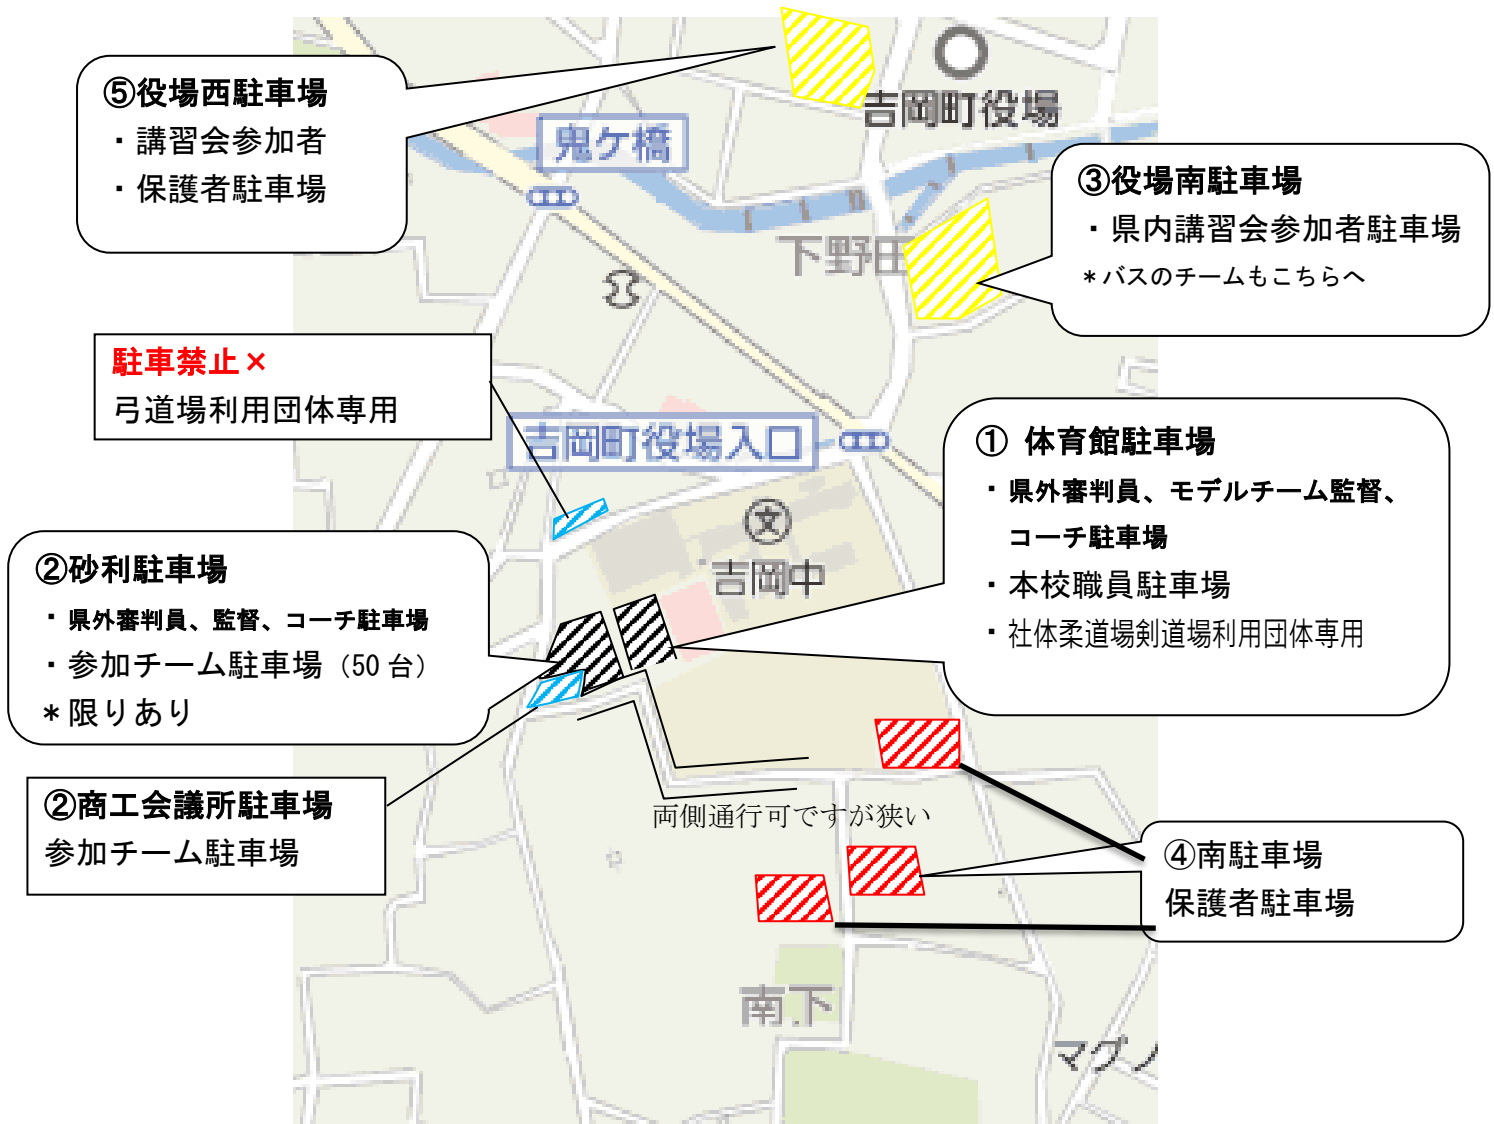 ⑤役場西駐車場
・講習会参加者
・保護者駐車場
吉岡町役場
鬼ケ橋
③役場南駐車場
・県内講習会参加者駐車場
*バスのチームもこちらへ
下野田
駐車禁止×
弓道場利用団体専用
吉岡町役場入口
① 体育館駐車場
・県外審判員、モデルチーム監督、
コーチ駐車場
・本校職員駐車場
・社体柔道場剣道場利用団体専用
文
吉岡中
②砂利駐車場
・県外審判員、監督、コーチ駐車場
・参加チーム駐車場（50 台）
*限りあり
②商工会議所駐車場
参加チーム駐車場
両側通行可ですが狭い
④南駐車場
保護者駐車場
南下
マグノ